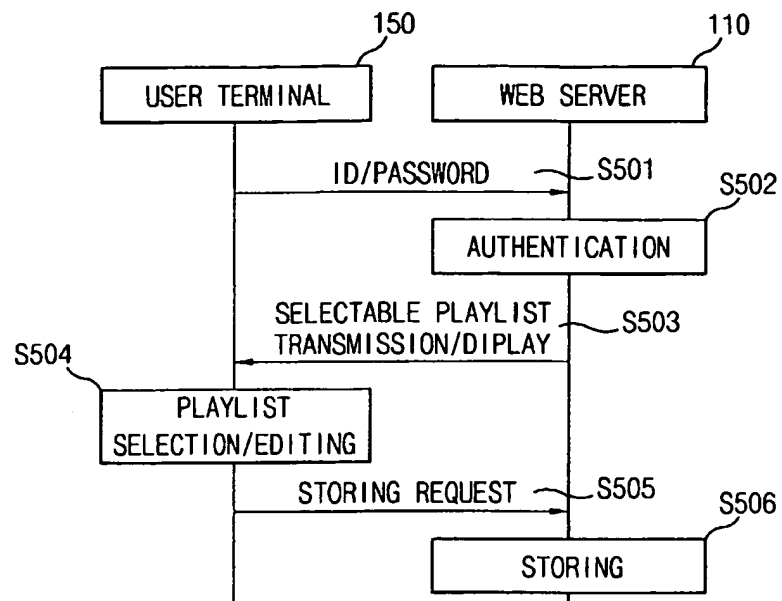 150
110
USER TERMINAL
WEB SERVER
ID/PASSWORD
S501
S502
AUTHENTICATION
SELECTABLE PLAYLIST
TRANSMISSION/DIPLAY
S503
S504
PLAYLIST
SELECTION/EDITING
STORING REQUEST
S505
S506
STORING